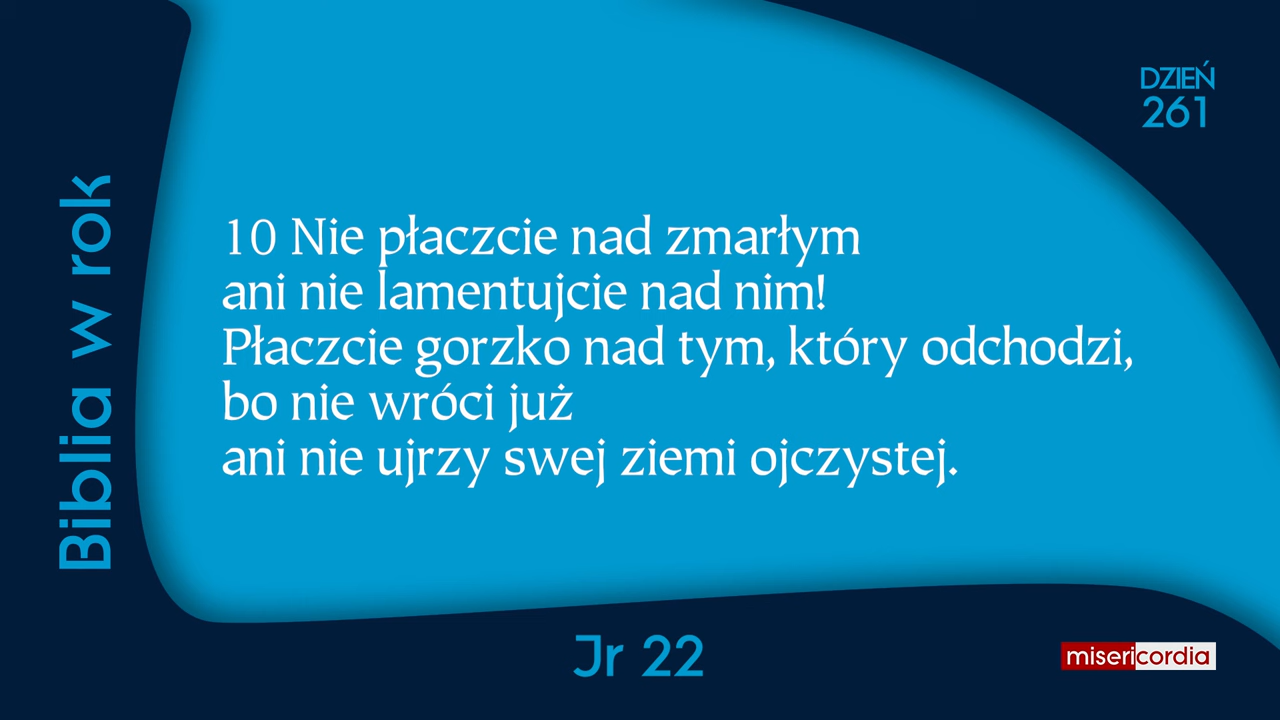 DZIEŃ
261
Biblia w rok
10 Nie płaczcie nad zmarłym
ani nie lamentujcie nad nim!
Płaczcie gorzko nad tym, który odchodzi,
bo nie wróci już
ani nie ujrzy swej ziemi ojczystej.
Jr 22
misericordia